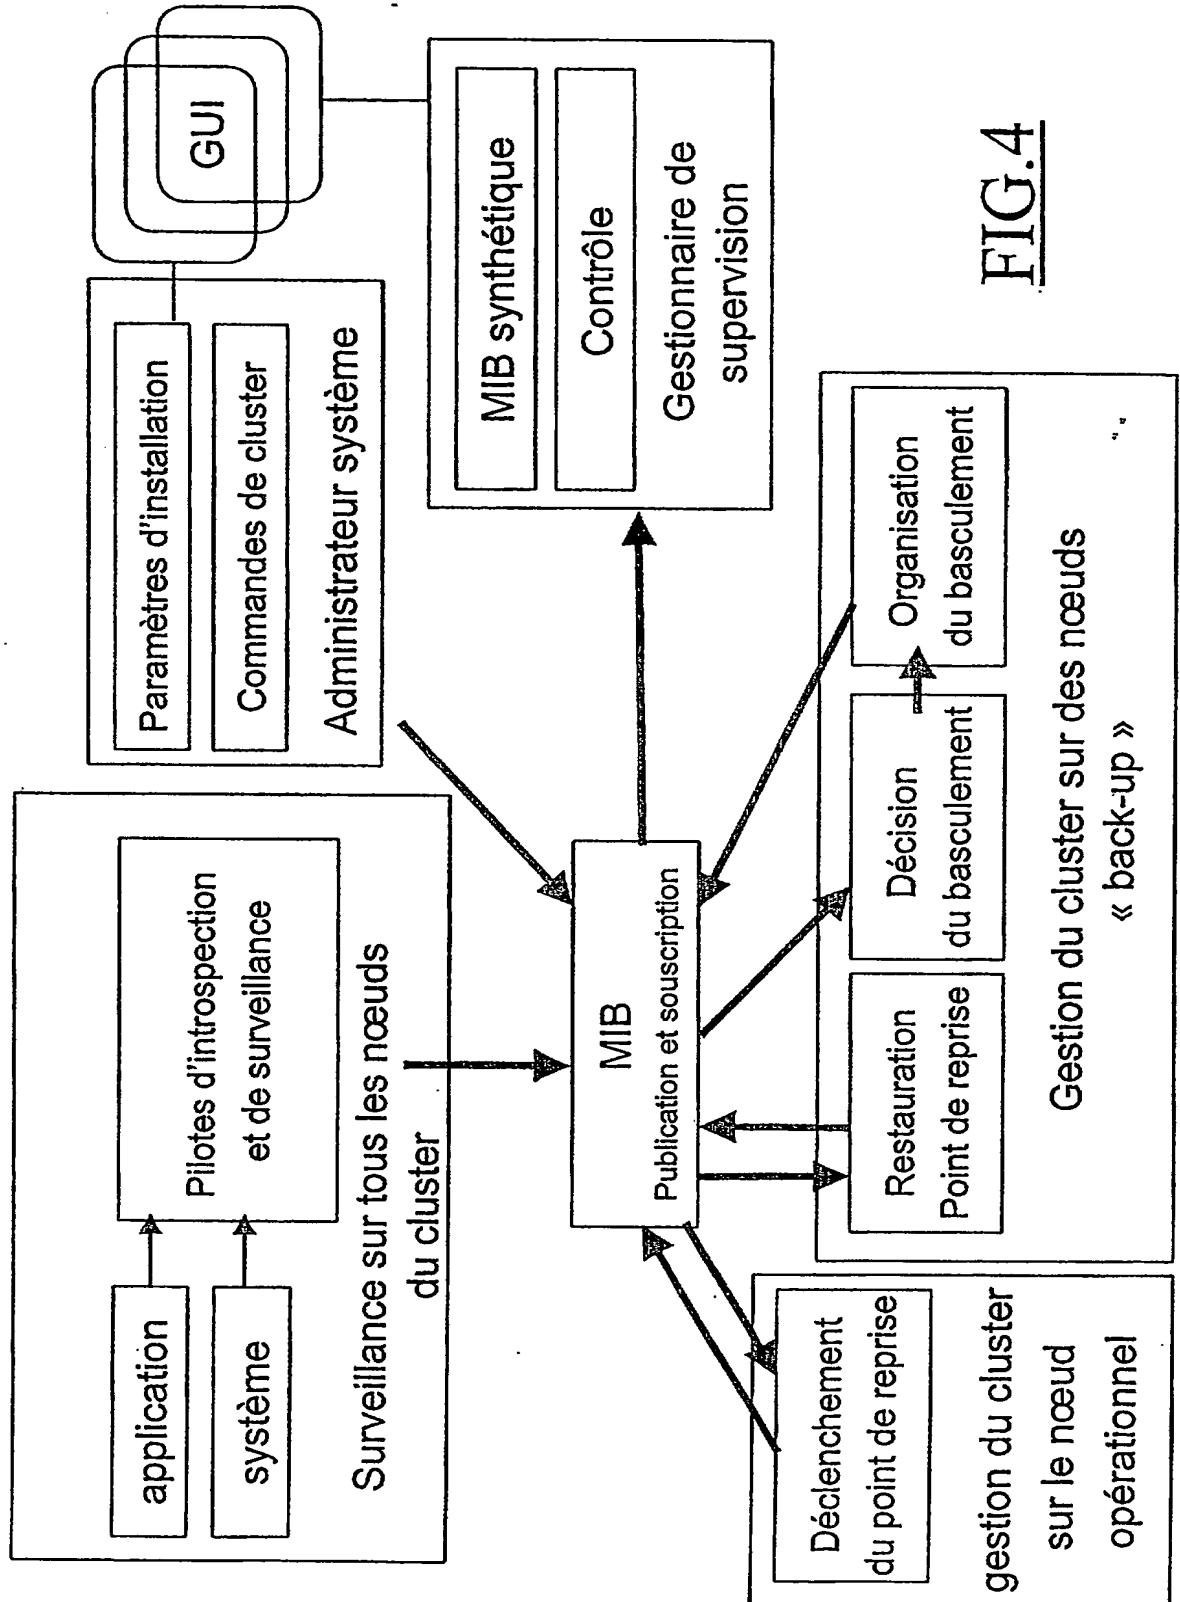 application
système
Pilotes d'introspection
et de surveillance
Surveillance sur tous les nœuds
du cluster
Paramètres d'installation
Commandes de cluster
Administrateur système
GUI
MIB synthétique
Contrôle
Gestionnaire de
supervision
MIB
Publication et souscription
Déclenchement
du point de reprise
gestion du cluster
sur le nœud
opérationnel
Restauration
Point de reprise
Décision
du basculement
Organisation
du basculement
Gestion du cluster sur des nœuds
« back-up »
FIG.4